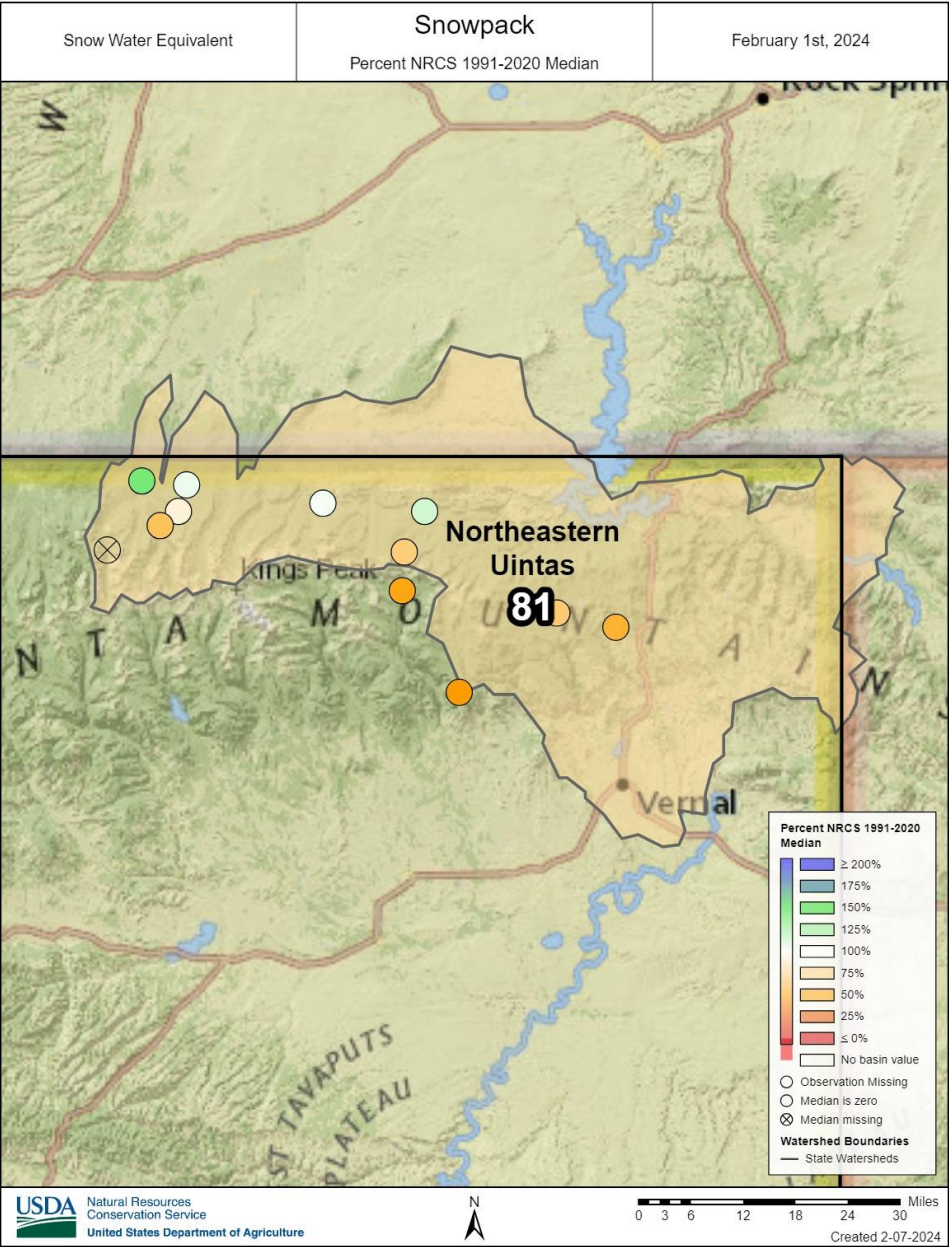 Snow Water Equivalent
Snowpack
Percent NRCS 1991-2020 Median
February 1st, 2024
W
Rock Sprin
Northeastern
Uintas
81
Kings Peak
N T A M O U N T A I N
Vernal
ST TAVAPUTS
PLATEAU
Percent NRCS 1991-2020
Median
≥ 200%
175%
150%
125%
100%
75%
50%
25%
≤ 0%
No basin value
Observation Missing
Median is zero
Median missing
Watershed Boundaries
State Watersheds
USDA
Natural Resources
Conservation Service
United States Department of Agriculture
N
Miles
0 3 6 12 18 24 30
Created 2-07-2024